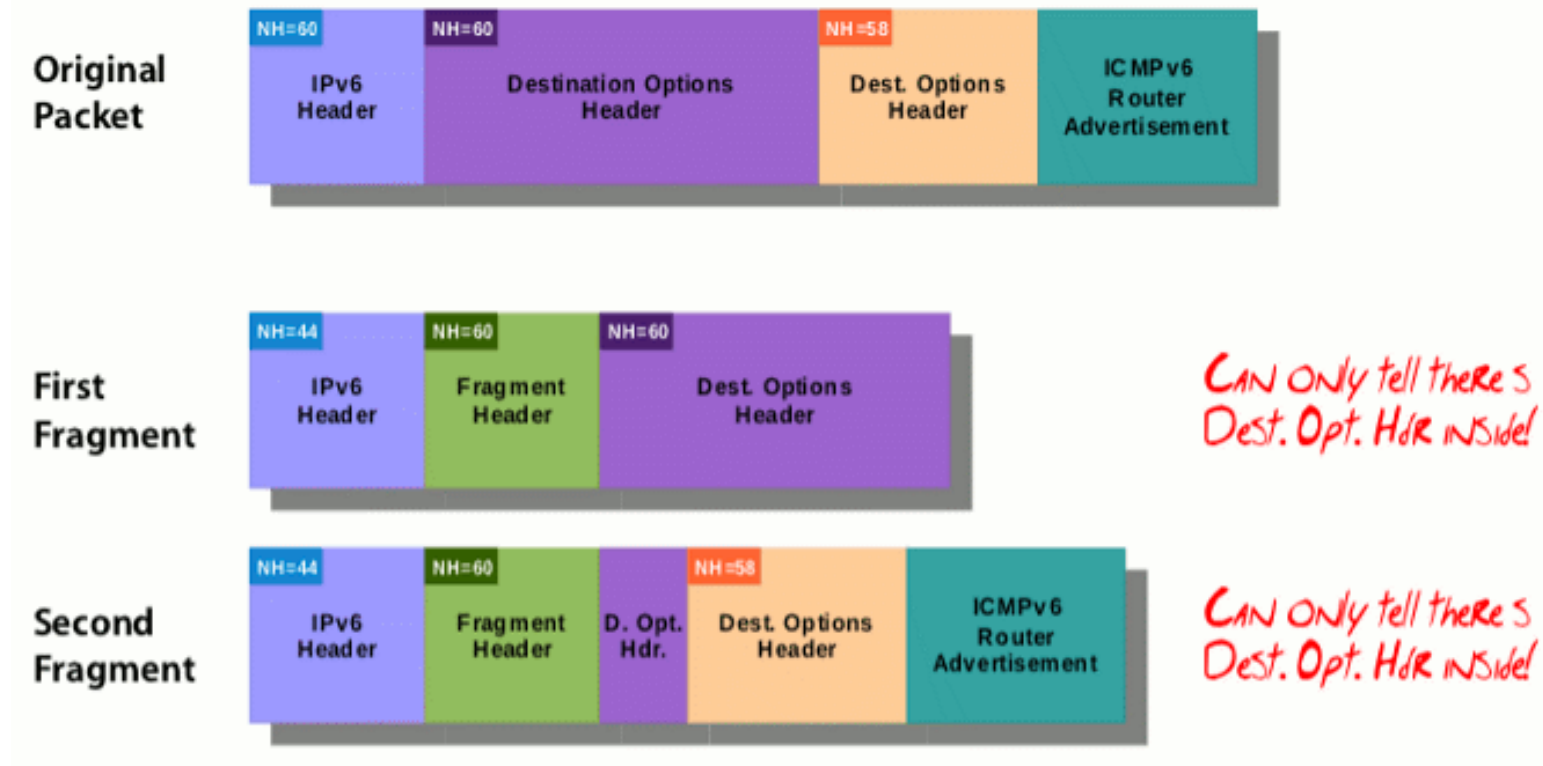 Original
Packet
NH=60
IPv6
Header
NH=60
Destination Options
Header
NH=58
Dest. Options
Header
ICMPv6
Router
Advertisement
First
Fragment
NH=44
IPv6
Header
NH=60
Fragment
Header
NH=60
Dest. Options
Header
CAN ONly tell theRe s
Dest. Opt. HdR iNside!
Second
Fragment
NH=44
IPv6
Header
NH=60
Fragment
Header
D. Opt.
Hdr.
NH=58
Dest. Options
Header
ICMPv6
Router
Advertisement
CAN ONly tell theRe s
Dest. Opt. HdR iNside!